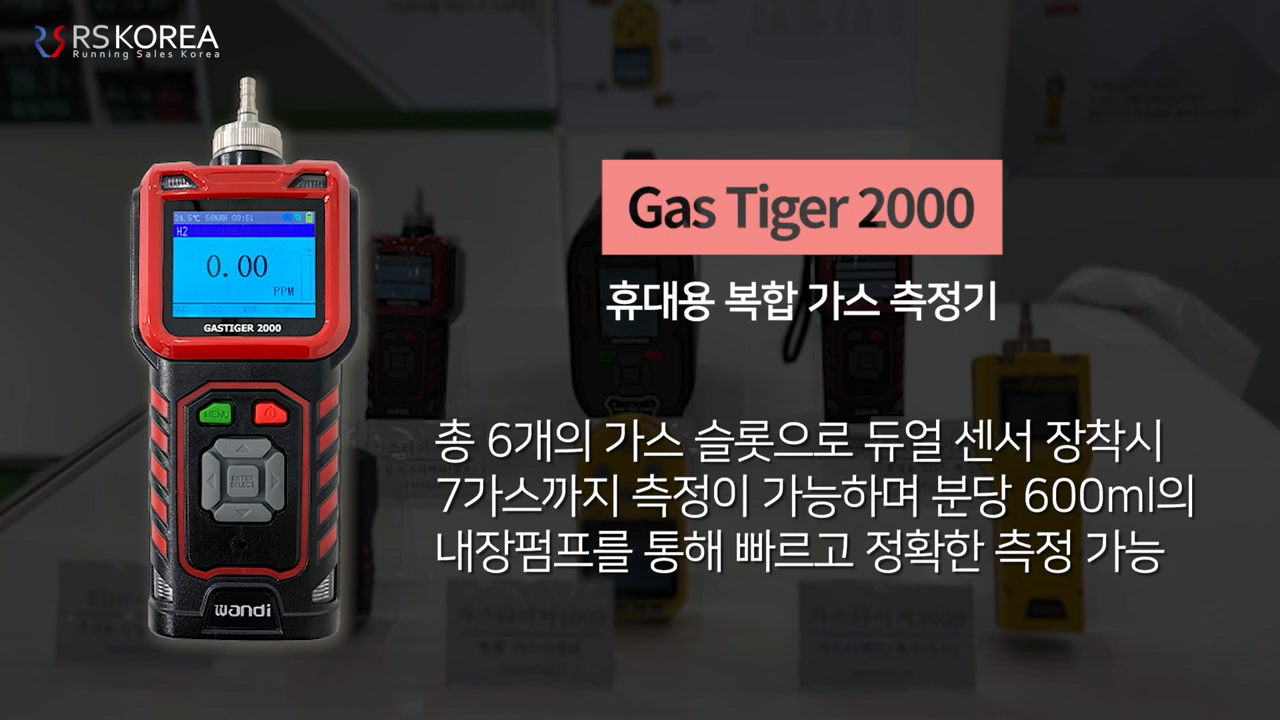 RSKOREA
Running Sales Korea
Gas Tiger 2000
휴대용 복합 가스 측정기
24.5℃ 56%RH 09:51
H2
0.00
PPM
GASTIGER 2000
MENU
ENTER
SELECT
wandi
총 6개의 가스 슬롯으로 듀얼 센서 장착시
7가스까지 측정이 가능하며 분당 600ml의
내장펌프를 통해 빠르고 정확한 측정 가능